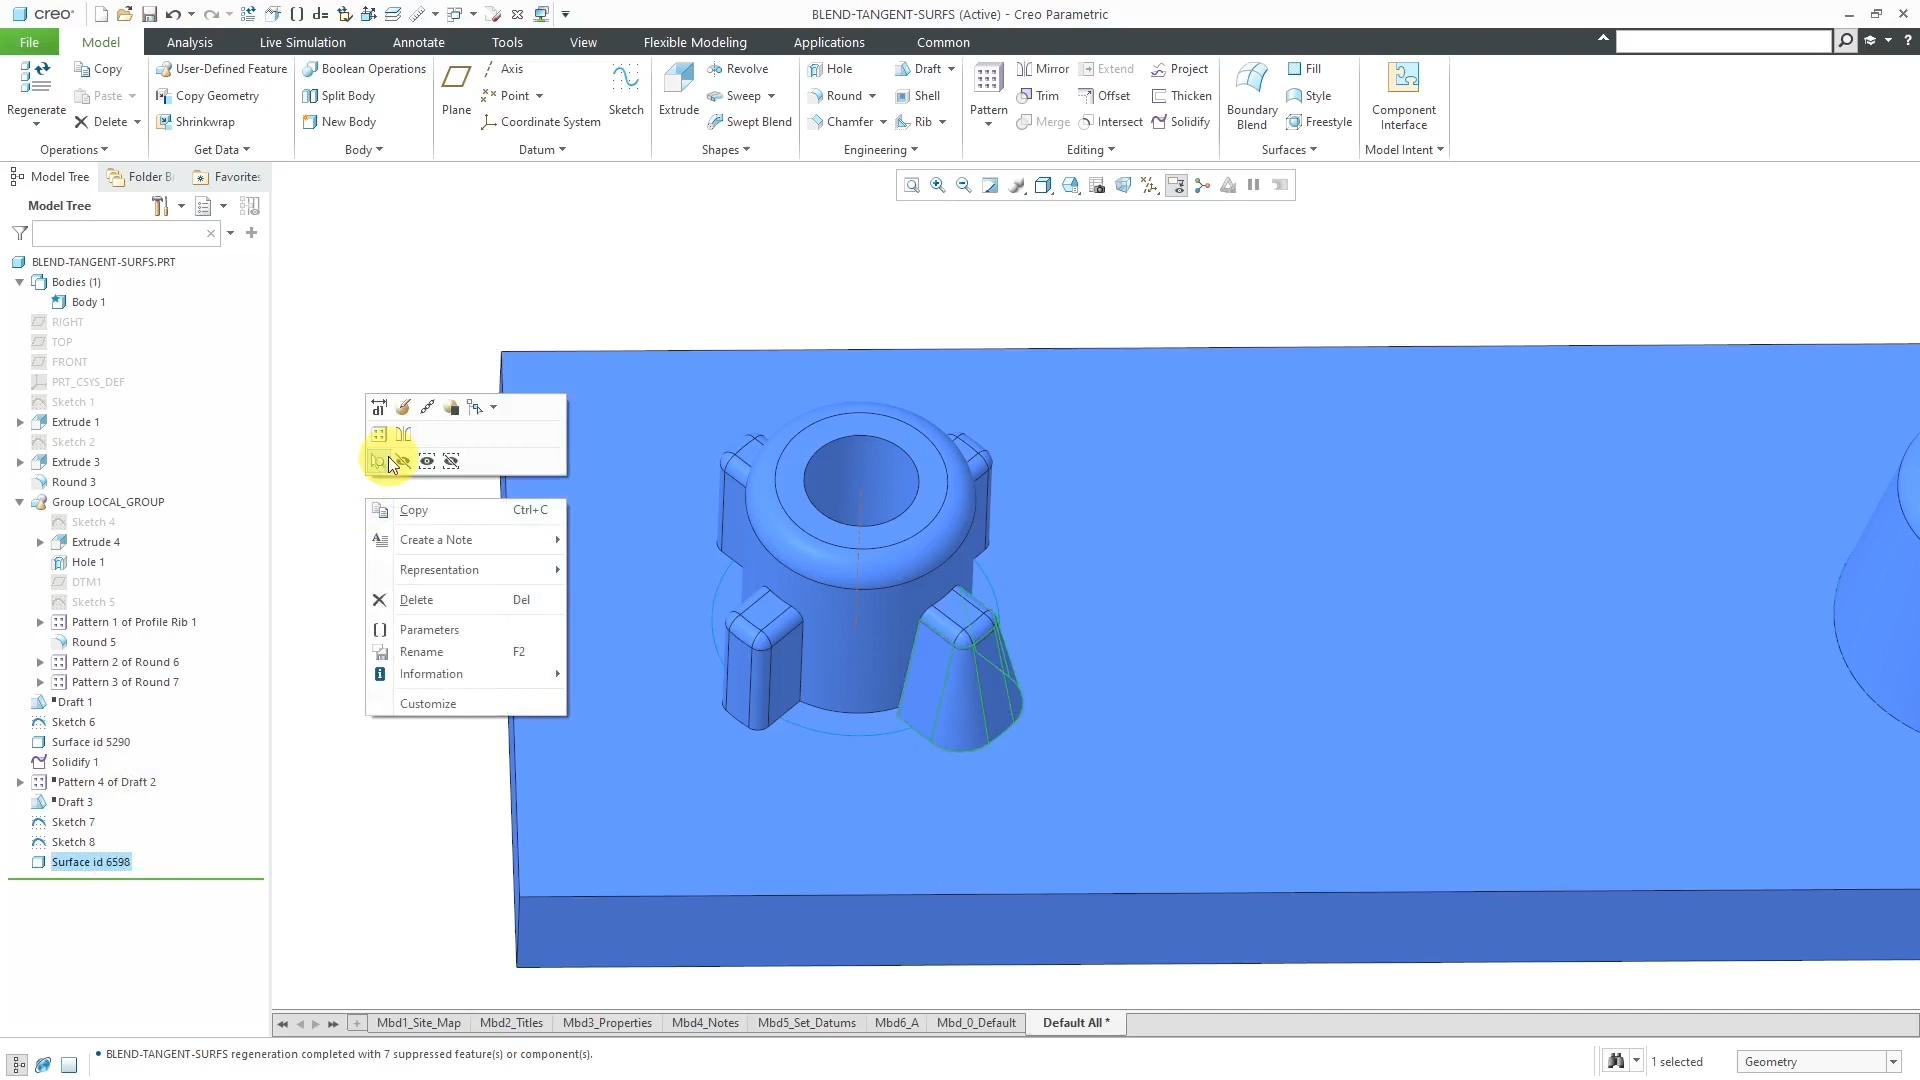 creo
BLEND-TANGENT-SURFS (Active) - Creo Parametric
File
Model
Analysis
Live Simulation
Annotate
Tools
View
Flexible Modeling
Applications
Common
Regenerate
Copy
Paste
Delete
User-Defined Feature
Copy Geometry
Shrinkwrap
Boolean Operations
Split Body
New Body
Plane
Axis
Point
Coordinate System
Sketch
Extrude
Revolve
Sweep
Swept Blend
Hole
Round
Chamfer
Draft
Shell
Rib
Pattern
Mirror
Trim
Merge
Extend
Offset
Intersect
Project
Thicken
Solidify
Boundary
Blend
Fill
Style
Freestyle
Component
Interface
Operations
Get Data
Body
Datum
Shapes
Engineering
Editing
Surfaces
Model Intent
Model Tree
Folder B
Favorites
Model Tree
BLEND-TANGENT-SURFS.PRT
Bodies (1)
Body 1
RIGHT
TOP
FRONT
PRT_CSYS_DEF
Sketch 1
Extrude 1
Sketch 2
Extrude 3
Round 3
Group LOCAL_GROUP
Sketch 4
Extrude 4
Hole 1
DTM1
Sketch 5
Pattern 1 of Profile Rib 1
Round 5
Pattern 2 of Round 6
Pattern 3 of Round 7
Draft 1
Sketch 6
Surface id 5290
Solidify 1
Pattern 4 of Draft 2
Draft 3
Sketch 7
Sketch 8
Surface id 6598
Copy Ctrl+C
Create a Note
Representation
Delete Del
Parameters
Rename F2
Information
Customize
Mbd1_Site_Map
Mbd2_Titles
Mbd3_Properties
Mbd4_Notes
Mbd5_Set_Datums
Mbd6_A
Mbd_0_Default
Default All *
• BLEND-TANGENT-SURFS regeneration completed with 7 suppressed feature(s) or component(s).
1 selected
Geometry